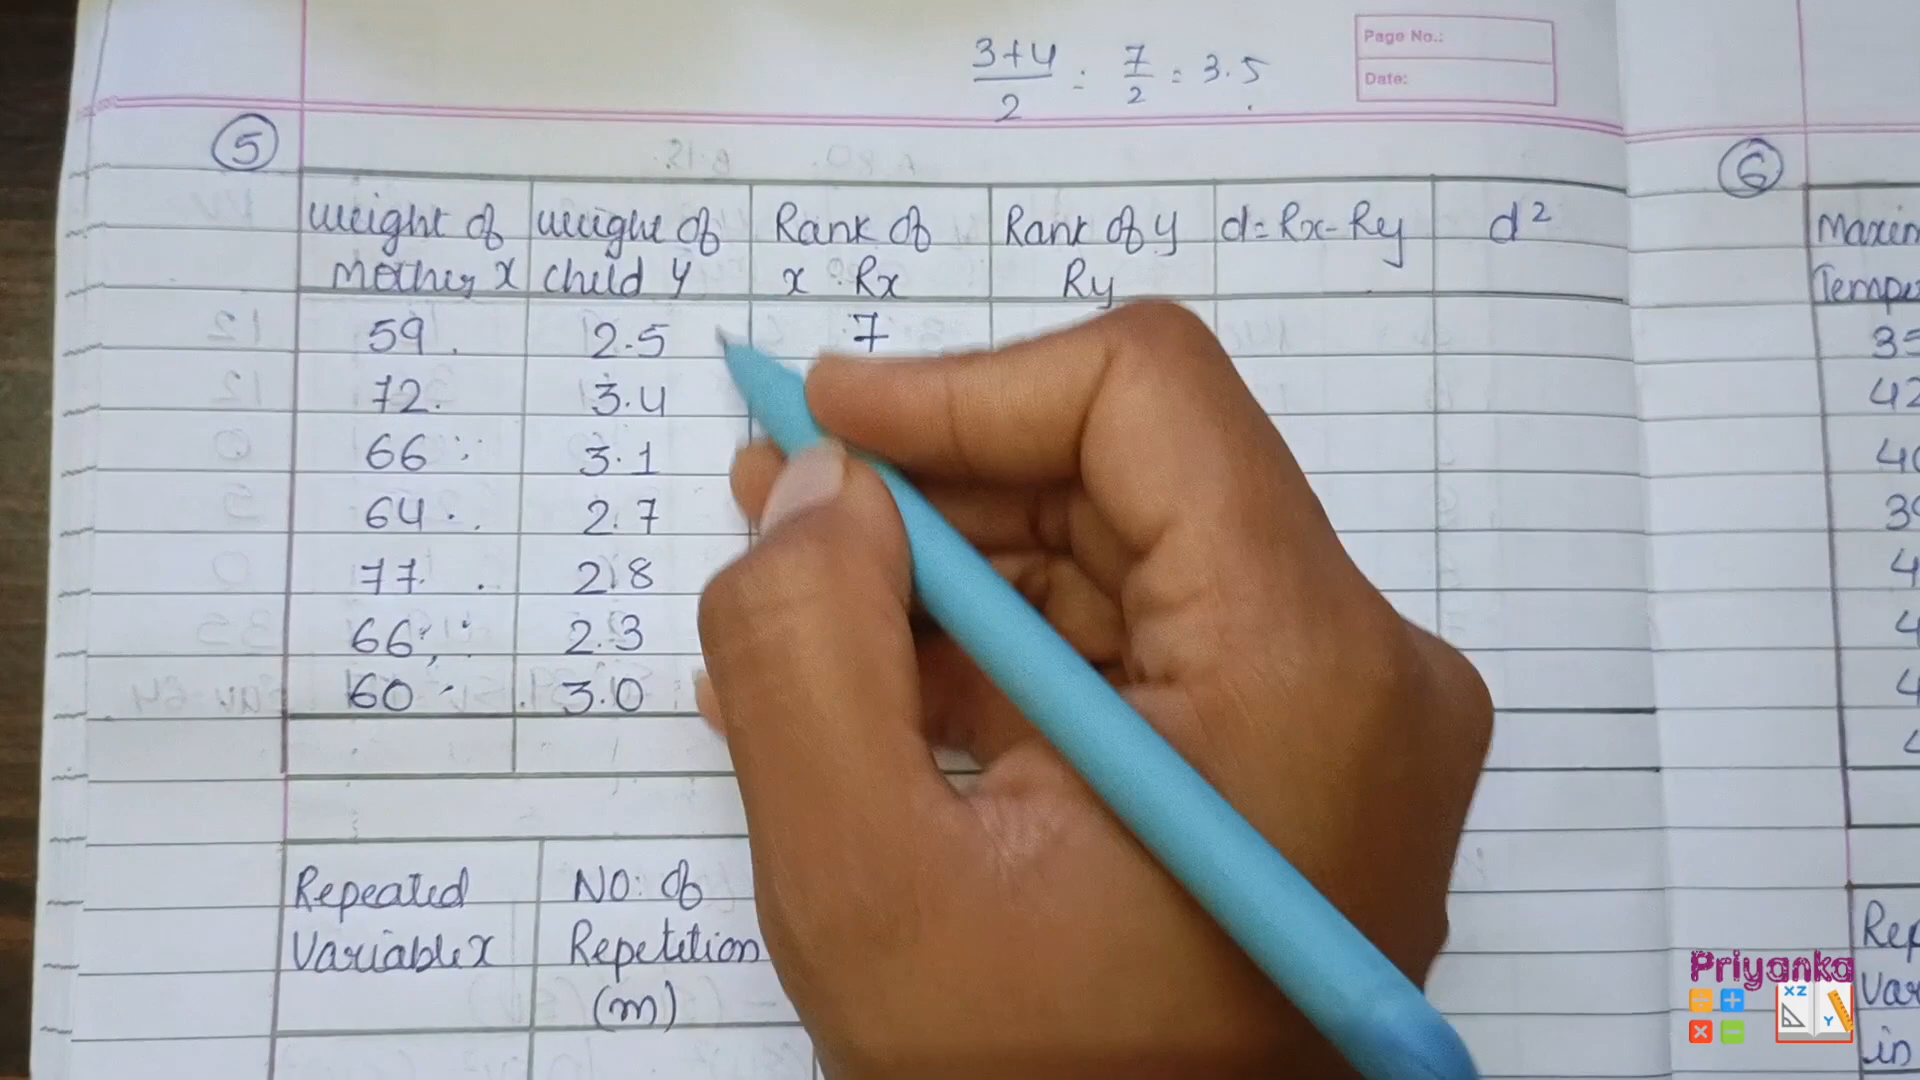 3+4 / 2 = 7/2 = 3.5
Page No.:
Date:
5
6
Weight of mother x | Weight of child y | Rank of x Rx | Rank of y Ry | d=Rx-Ry | d²
59 | 2.5 | 7
72 | 3.4
66 | 3.1
64 | 2.7
77 | 2.8
66 | 2.3
60 | 3.0
Repeated Variable x | NO: of Repetition (m)
Priyanka
XZ
Y
in